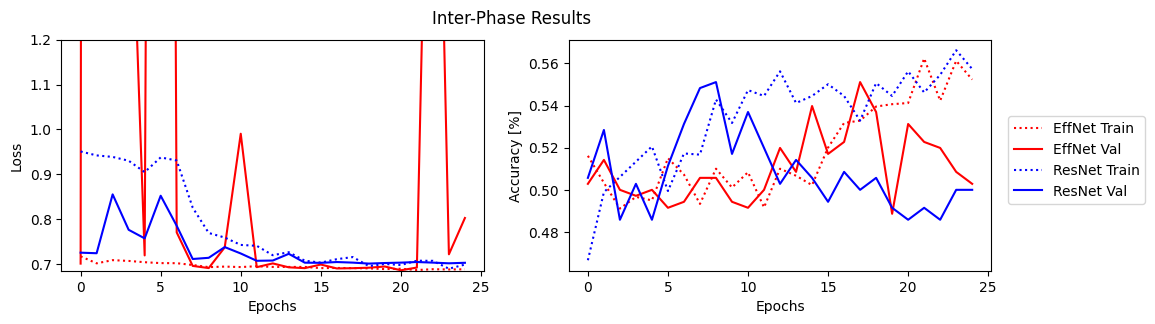 Inter-Phase Results
Loss
1.2
1.1
1.0
0.9
0.8
0.7
0
5
10
15
20
25
Epochs
Accuracy [%]
0.56
0.54
0.52
0.50
0.48
0
5
10
15
20
25
Epochs
EffNet Train
EffNet Val
ResNet Train
ResNet Val